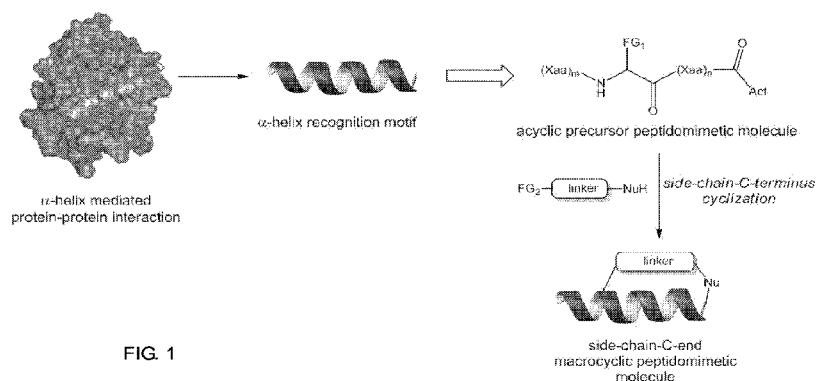 FG₁
(Xaa)ₘ
N
H
O
(Xaa)ₙ
O
Act
α-helix recognition motif
acyclic precursor peptidomimetic molecule
α-helix mediated
protein-protein interaction
FG₂
linker
NuH
side-chain-C-terminus
cyclization
linker
Nu
FIG. 1
side-chain-C-end
macrocyclic peptidomimetic
molecule